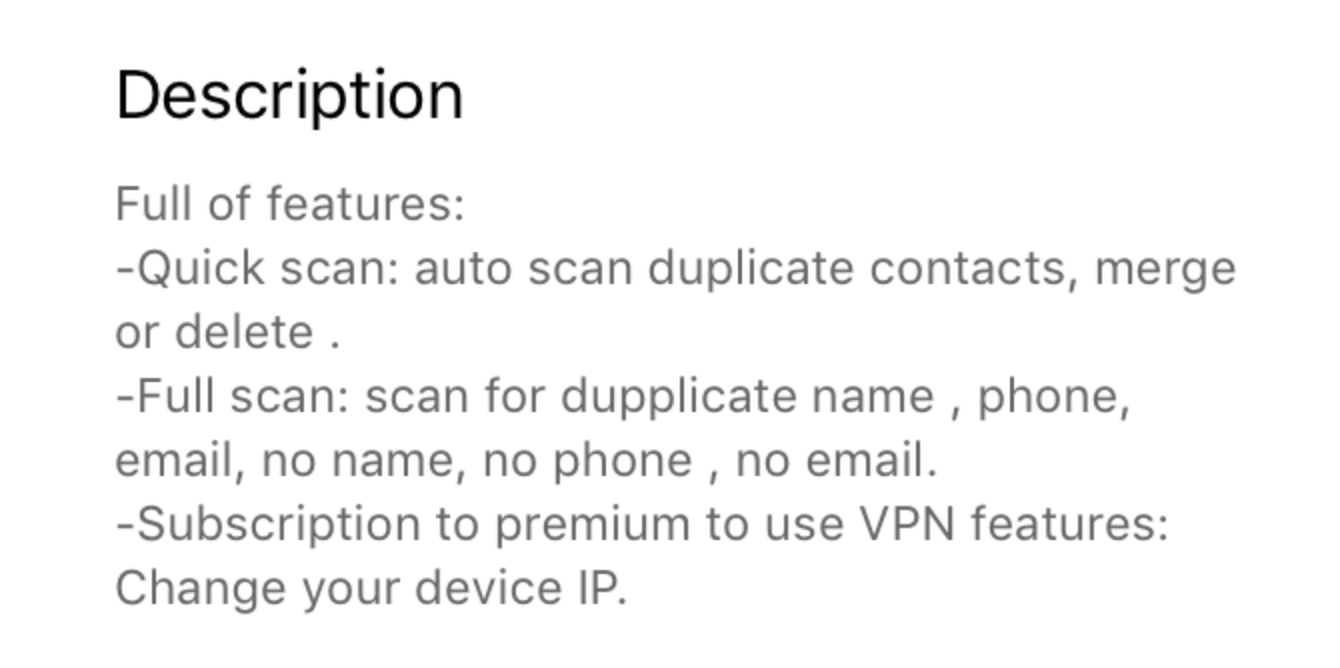 Description
Full of features:
-Quick scan: auto scan duplicate contacts, merge
or delete .
-Full scan: scan for dupplicate name , phone,
email, no name, no phone , no email.
-Subscription to premium to use VPN features:
Change your device IP.